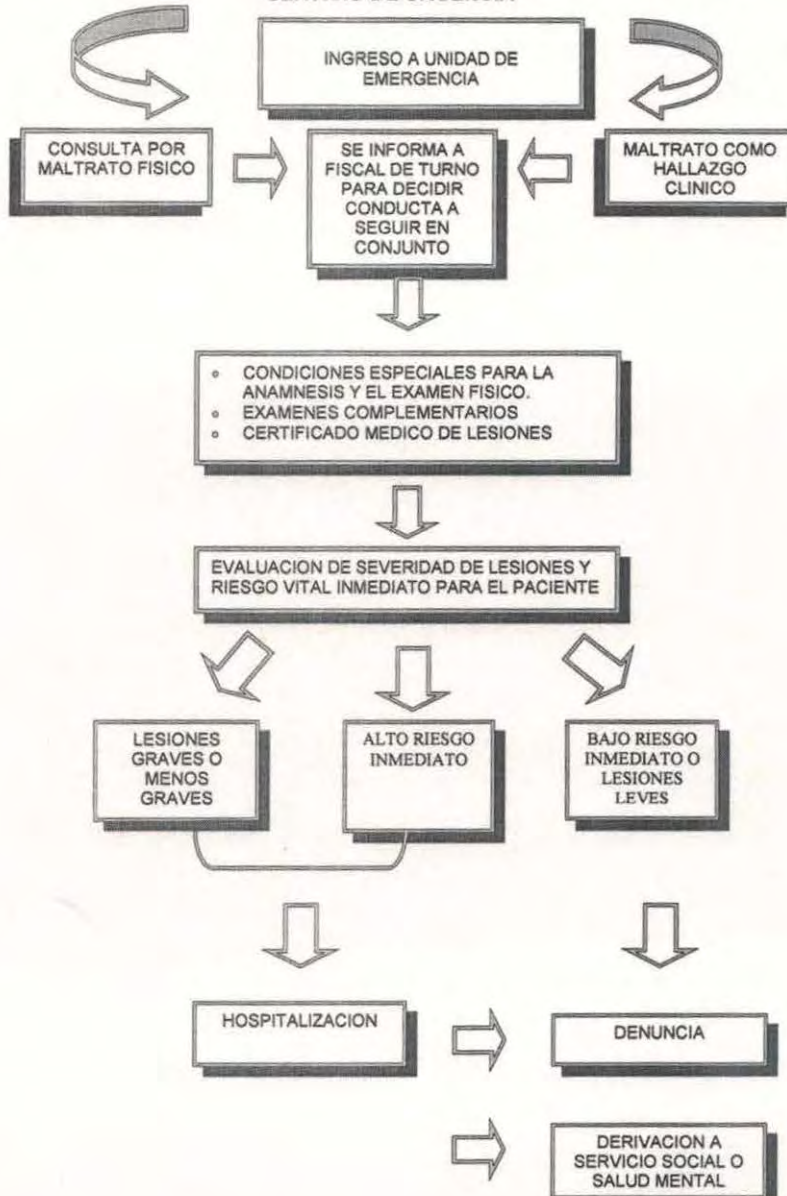 INGRESO A UNIDAD DE
EMERGENCIA
CONSULTA POR
MALTRATO FISICO
SE INFORMA A
FISCAL DE TURNO
PARA DECIDIR
CONDUCTA A
SEGUIR EN
CONJUNTO
MALTRATO COMO
HALLAZGO
CLINICO
CONDICIONES ESPECIALES PARA LA
ANAMNESIS Y EL EXAMEN FISICO.
EXAMENES COMPLEMENTARIOS
CERTIFICADO MEDICO DE LESIONES
EVALUACION DE SEVERIDAD DE LESIONES Y
RIESGO VITAL INMEDIATO PARA EL PACIENTE
LESIONES
GRAVES O
MENOS
GRAVES
ALTO RIESGO
INMEDIATO
BAJO RIESGO
INMEDIATO O
LESIONES
LEVES
HOSPITALIZACION
DENUNCIA
DERIVACION A
SERVICIO SOCIAL O
SALUD MENTAL